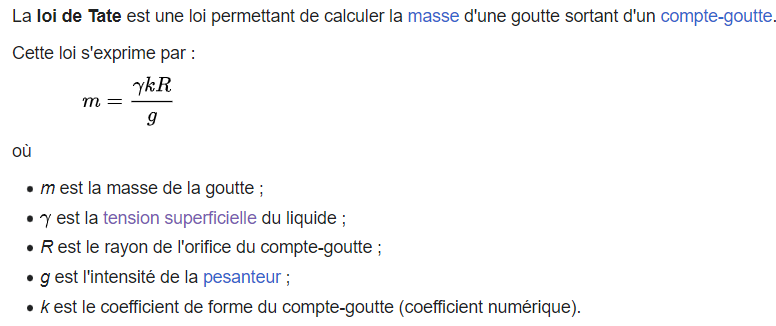 La loi de Tate est une loi permettant de calculer la masse d'une goutte sortant d'un compte-goutte.
Cette loi s'exprime par :
m = γkR / g
où
• m est la masse de la goutte ;
• γ est la tension superficielle du liquide ;
• R est le rayon de l'orifice du compte-goutte ;
• g est l'intensité de la pesanteur ;
• k est le coefficient de forme du compte-goutte (coefficient numérique).